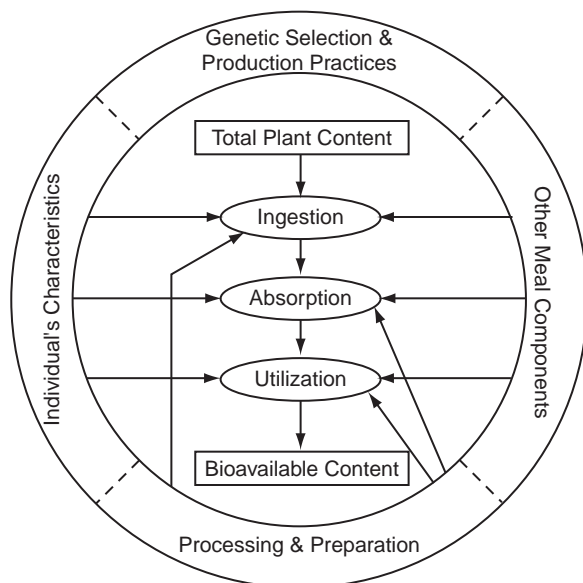 Genetic Selection &
Production Practices
Total Plant Content
Ingestion
Absorption
Utilization
Bioavailable Content
Individual's Characteristics
Other Meal Components
Processing & Preparation